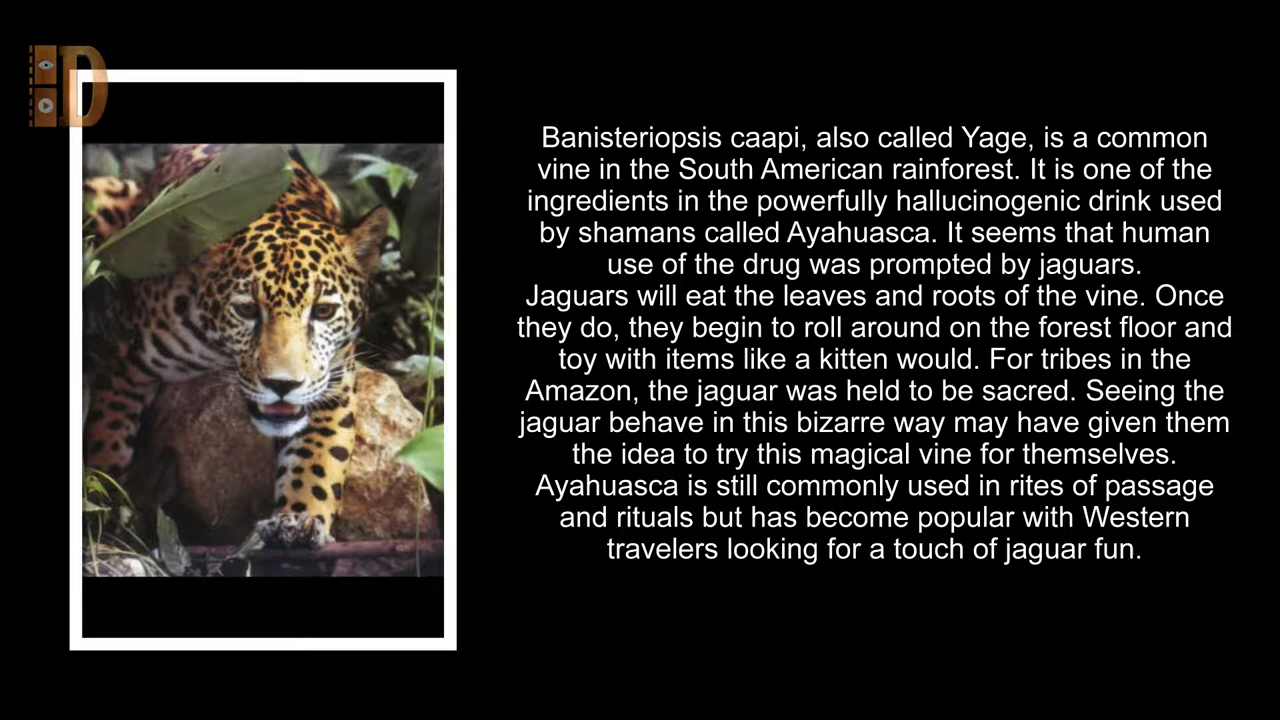 D
Banisteriopsis caapi, also called Yage, is a common
vine in the South American rainforest. It is one of the
ingredients in the powerfully hallucinogenic drink used
by shamans called Ayahuasca. It seems that human
use of the drug was prompted by jaguars.
Jaguars will eat the leaves and roots of the vine. Once
they do, they begin to roll around on the forest floor and
toy with items like a kitten would. For tribes in the
Amazon, the jaguar was held to be sacred. Seeing the
jaguar behave in this bizarre way may have given them
the idea to try this magical vine for themselves.
Ayahuasca is still commonly used in rites of passage
and rituals but has become popular with Western
travelers looking for a touch of jaguar fun.